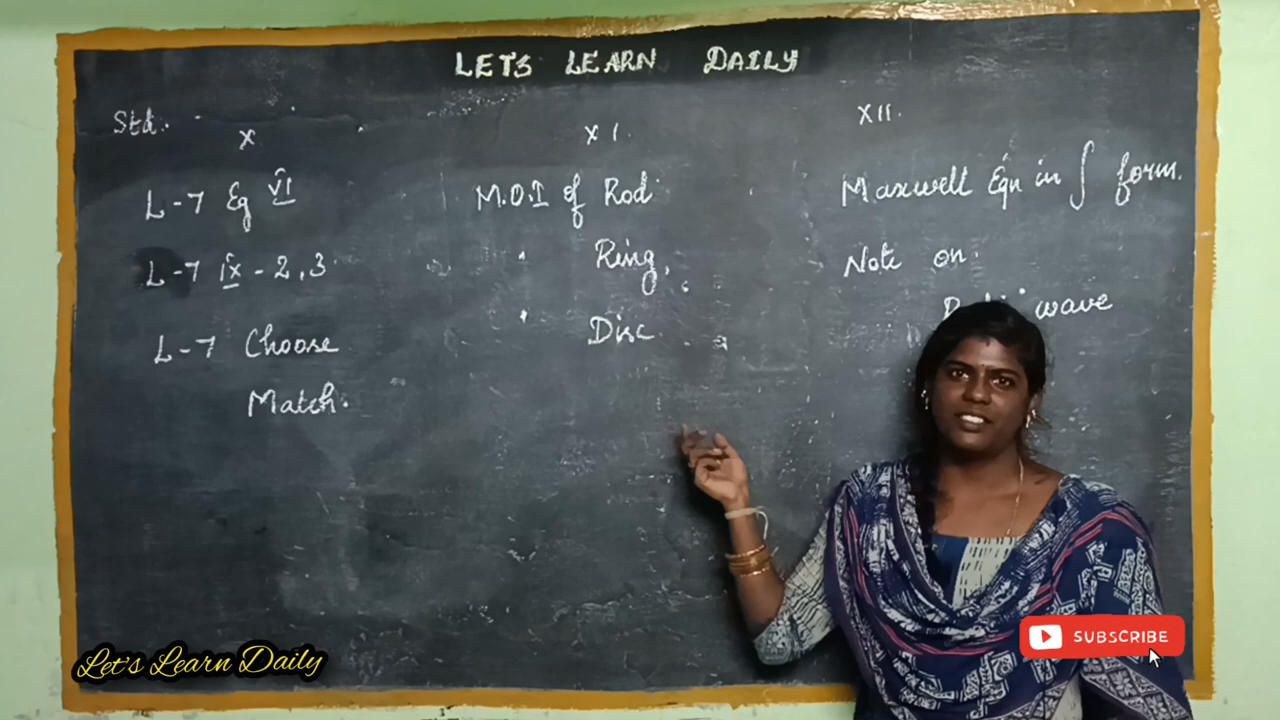 LETS LEARN DAILY
Std.
X
L-7 Eg VI
L-7 IX - 2,3
L-7 Choose
Match.
XI.
M.O.I of Rod
" Ring,
" Disc
XII.
Maxwell Eqn in ∫ form.
Note on.
wave
Let's Learn Daily
SUBSCRIBE